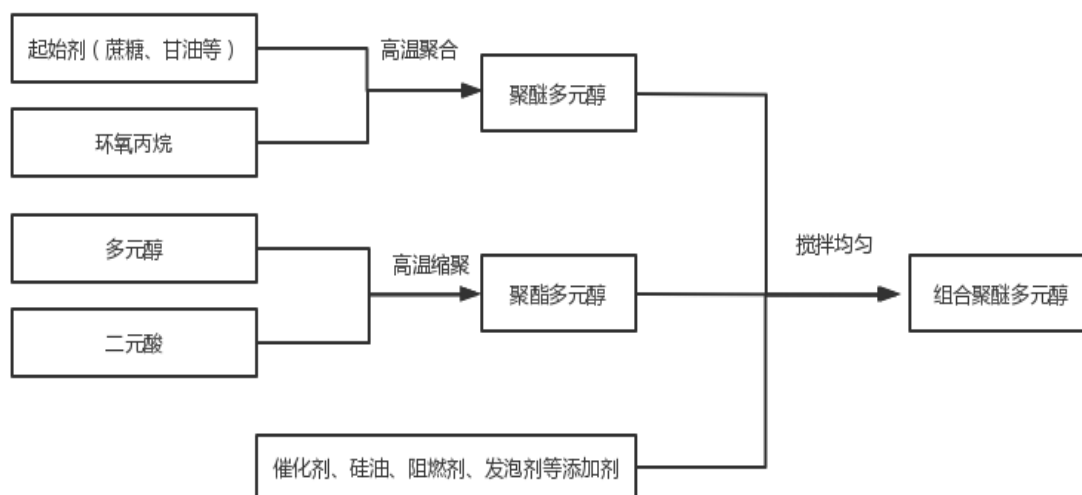 起始剂（蔗糖、甘油等）
高温聚合
聚醚多元醇
环氧丙烷
多元醇
搅拌均匀
高温缩聚
聚酯多元醇
组合聚醚多元醇
二元酸
催化剂、硅油、阻燃剂、发泡剂等添加剂